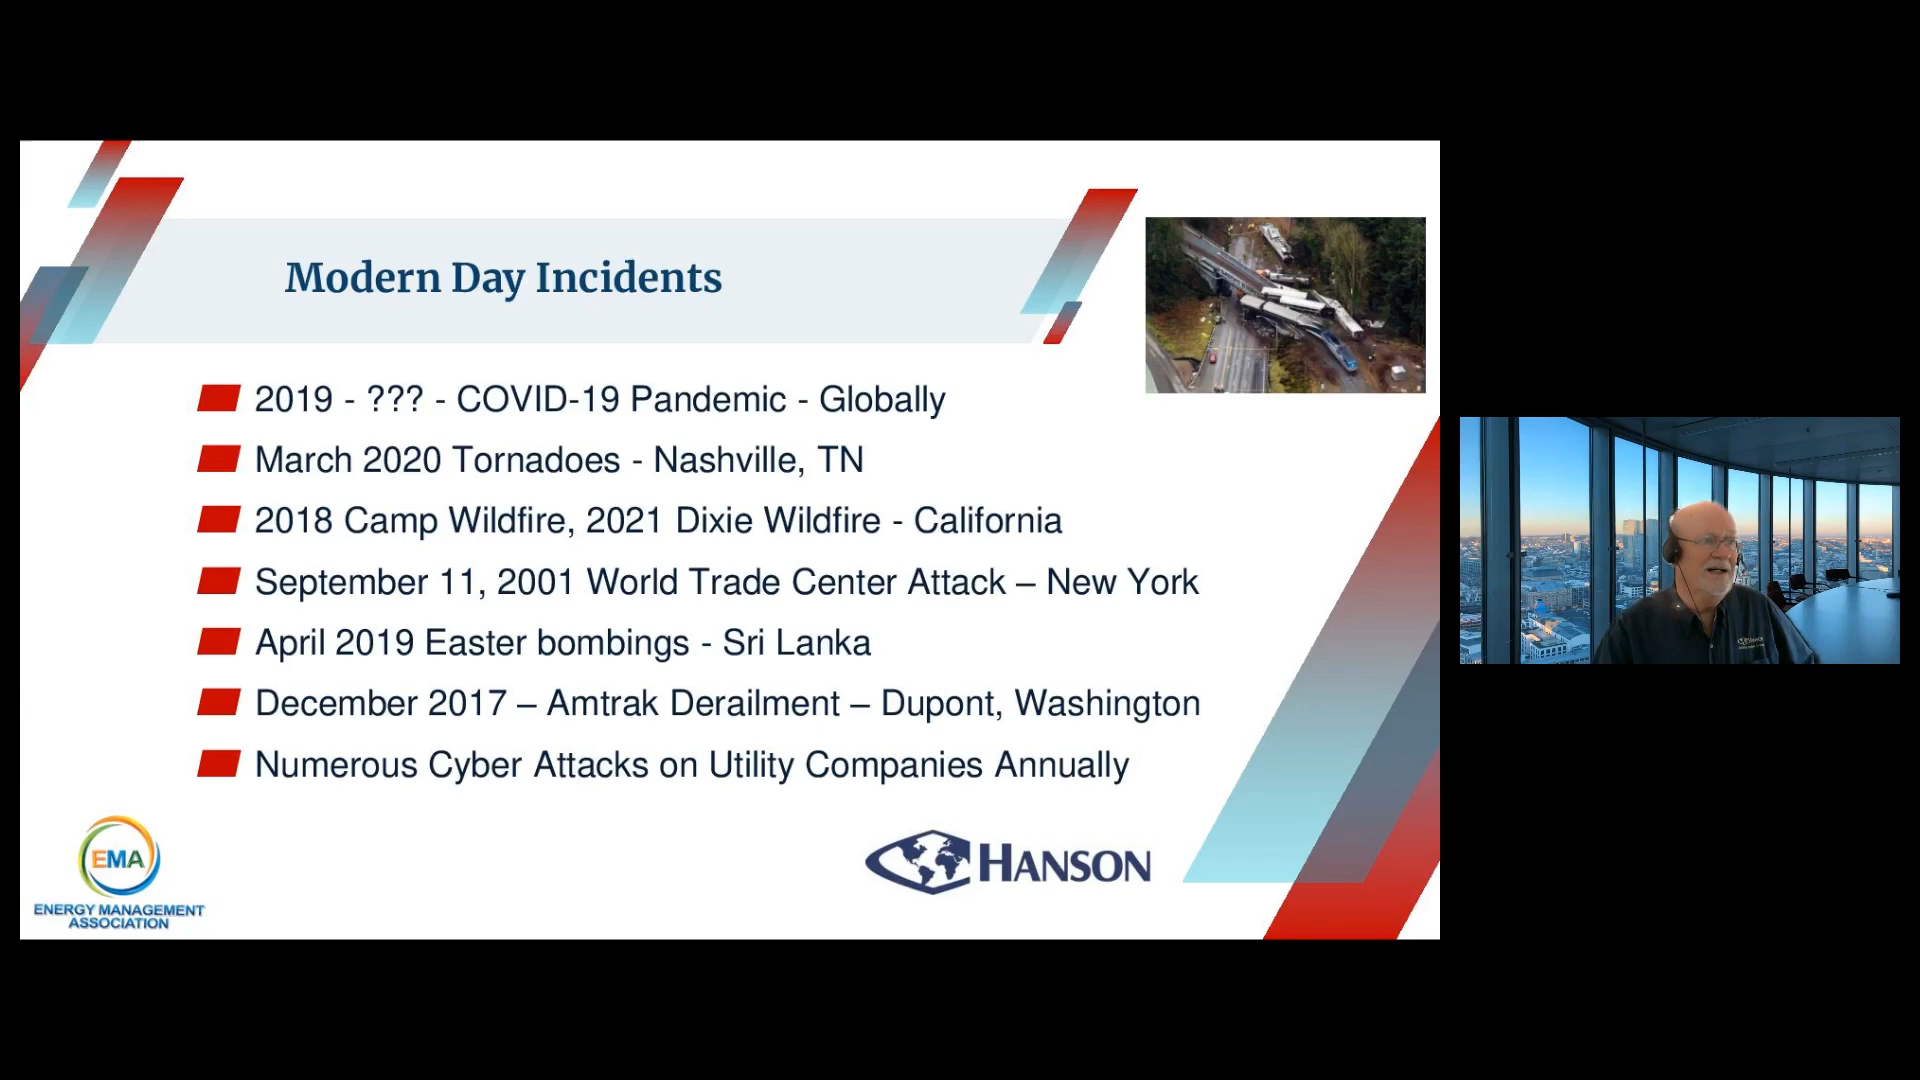 Modern Day Incidents
2019 - ??? - COVID-19 Pandemic - Globally
March 2020 Tornadoes - Nashville, TN
2018 Camp Wildfire, 2021 Dixie Wildfire - California
September 11, 2001 World Trade Center Attack – New York
April 2019 Easter bombings - Sri Lanka
December 2017 – Amtrak Derailment – Dupont, Washington
Numerous Cyber Attacks on Utility Companies Annually
EMA
ENERGY MANAGEMENT
ASSOCIATION
HANSON